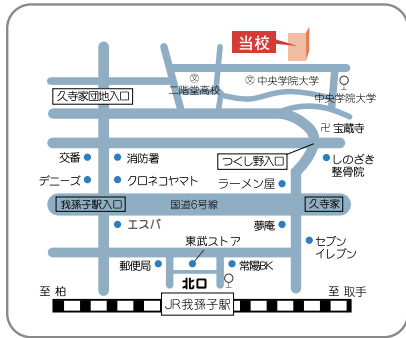 当校
文
二階堂高校
文 中央学院大学
久寺家団地入口
中央学院大学
卍 宝蔵寺
交番
消防署
つくし野入口
しのざき
整骨院
デニーズ
クロネコヤマト
ラーメン屋
我孫子駅入口
国道6号線
久寺家
エスパ
夢庵
東武ストア
セブン
イレブン
郵便局
常陽BK
北口
至 柏
JR我孫子駅
至 取手